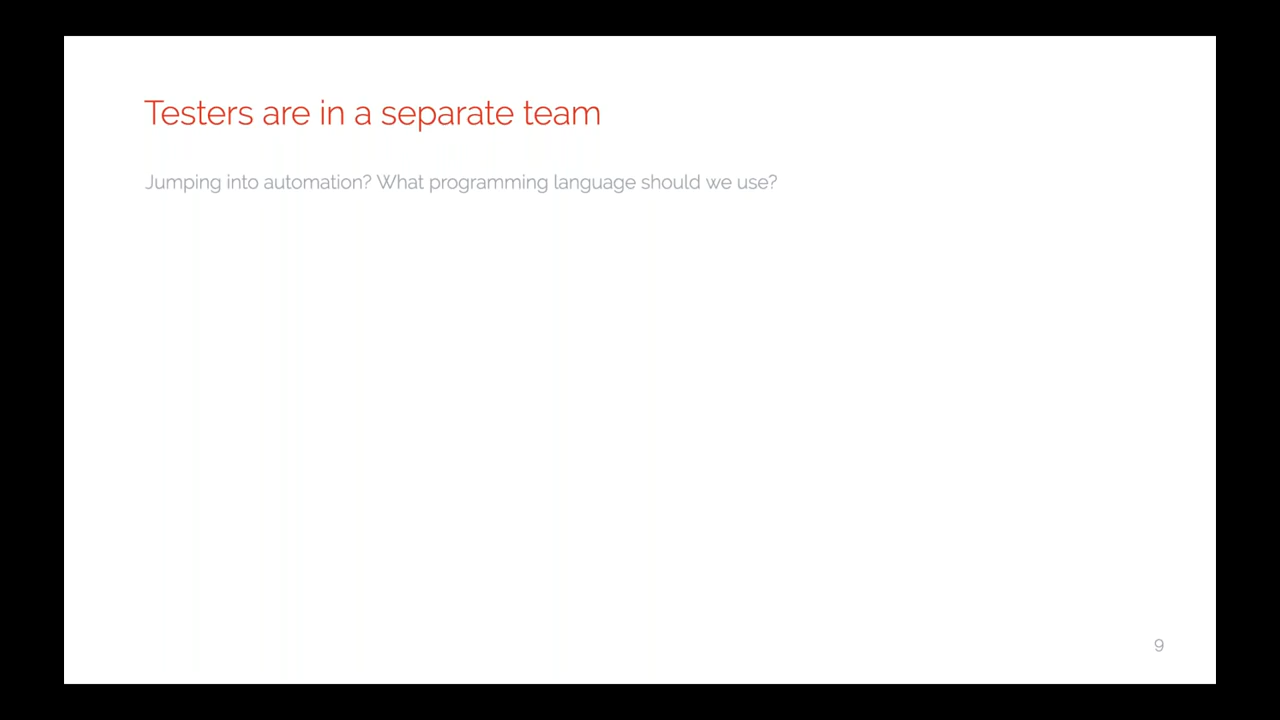 Testers are in a separate team
Jumping into automation? What programming language should we use?
9